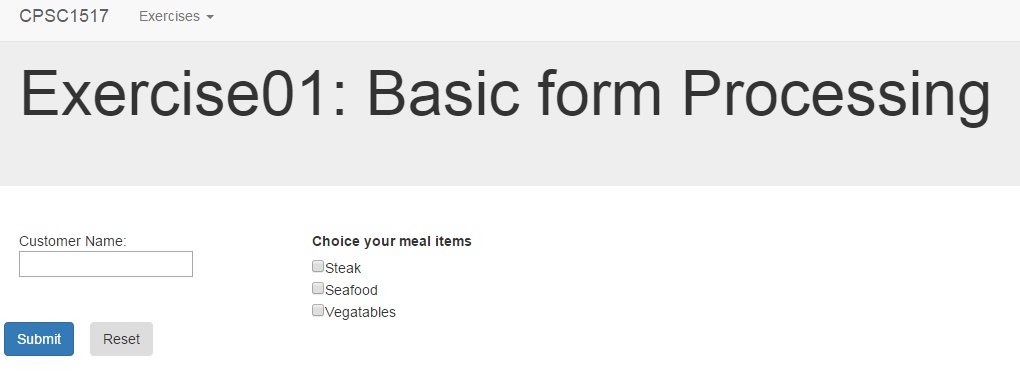 CPSC1517 Exercises
Exercise01: Basic form Processing
Customer Name:
Choice your meal items
Steak
Seafood
Vegatables
Submit Reset